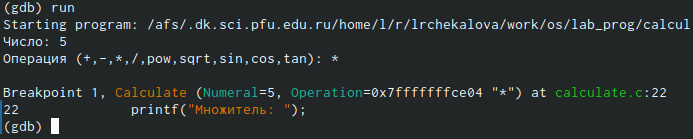 (gdb) run
Starting program: /afs/.dk.sci.pfu.edu.ru/home/l/r/lrchekalova/work/os/lab_prog/calcul
Число: 5
Операция (+,-,*,/,pow,sqrt,sin,cos,tan): *
Breakpoint 1, Calculate (Numeral=5, Operation=0x7fffffffce04 "*") at calculate.c:22
22              printf("Множитель: ");
(gdb)